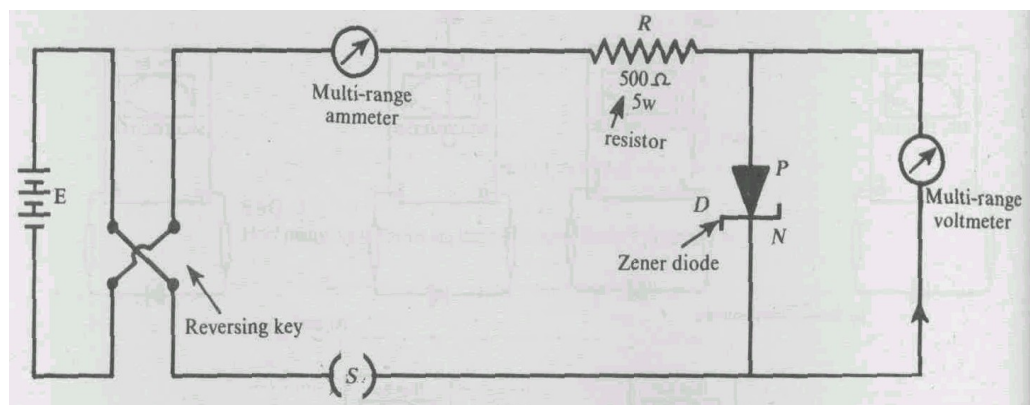 R
500 Ω
5w
resistor
Multi-range
ammeter
E
P
D
N
Zener diode
Multi-range
voltmeter
Reversing key
S